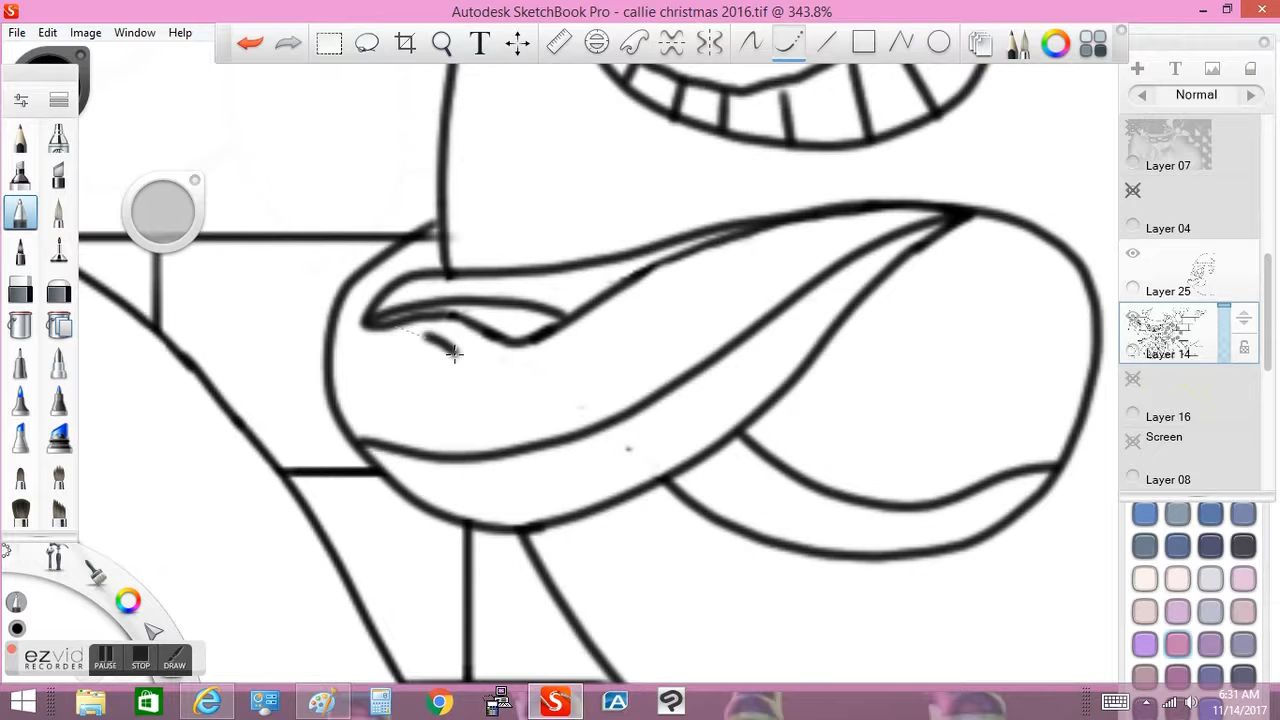 Autodesk SketchBook Pro - callie christmas 2016.tif @ 343.8%
File Edit Image Window Help
T
T
Normal
Layer 07
Layer 04
Layer 25
Layer 14
Layer 16
Screen
Layer 08
ezvid
RECORDER
PAUSE STOP DRAW
6:31 AM
11/14/2017